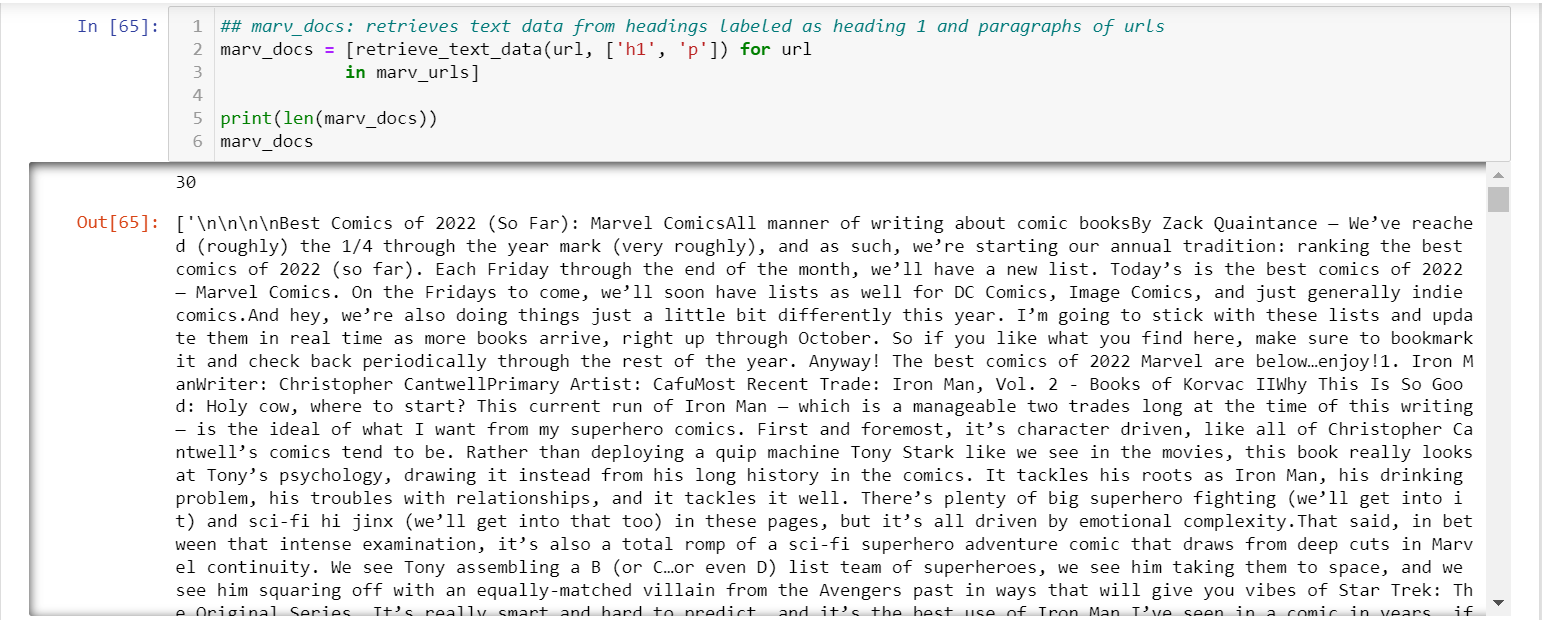 In [65]:
1 ## marv_docs: retrieves text data from headings labeled as heading 1 and paragraphs of urls
2 marv_docs = [retrieve_text_data(url, ['h1', 'p']) for url
3             in marv_urls]
4
5 print(len(marv_docs))
6 marv_docs
30
Out[65]: ['\n\n\n\nBest Comics of 2022 (So Far): Marvel ComicsAll manner of writing about comic booksBy Zack Quaintance — We’ve reache
d (roughly) the 1/4 through the year mark (very roughly), and as such, we’re starting our annual tradition: ranking the best
comics of 2022 (so far). Each Friday through the end of the month, we’ll have a new list. Today’s is the best comics of 2022
— Marvel Comics. On the Fridays to come, we’ll soon have lists as well for DC Comics, Image Comics, and just generally indie
comics.And hey, we’re also doing things just a little bit differently this year. I’m going to stick with these lists and upda
te them in real time as more books arrive, right up through October. So if you like what you find here, make sure to bookmark
it and check back periodically through the rest of the year. Anyway! The best comics of 2022 Marvel are below…enjoy!1. Iron M
anWriter: Christopher CantwellPrimary Artist: CafuMost Recent Trade: Iron Man, Vol. 2 - Books of Korvac IIWhy This Is So Goo
d: Holy cow, where to start? This current run of Iron Man — which is a manageable two trades long at the time of this writing
— is the ideal of what I want from my superhero comics. First and foremost, it’s character driven, like all of Christopher Ca
ntwell’s comics tend to be. Rather than deploying a quip machine Tony Stark like we see in the movies, this book really looks
at Tony’s psychology, drawing it instead from his long history in the comics. It tackles his roots as Iron Man, his drinking
problem, his troubles with relationships, and it tackles it well. There’s plenty of big superhero fighting (we’ll get into i
t) and sci-fi hi jinx (we’ll get into that too) in these pages, but it’s all driven by emotional complexity.That said, in bet
ween that intense examination, it’s also a total romp of a sci-fi superhero adventure comic that draws from deep cuts in Marv
el continuity. We see Tony assembling a B (or C…or even D) list team of superheroes, we see him taking them to space, and we
see him squaring off with an equally-matched villain from the Avengers past in ways that will give you vibes of Star Trek: Th
e Original Series. It’s really smart and hard to predict, and it’s the best use of Iron Man I’ve seen in a comic in years, if